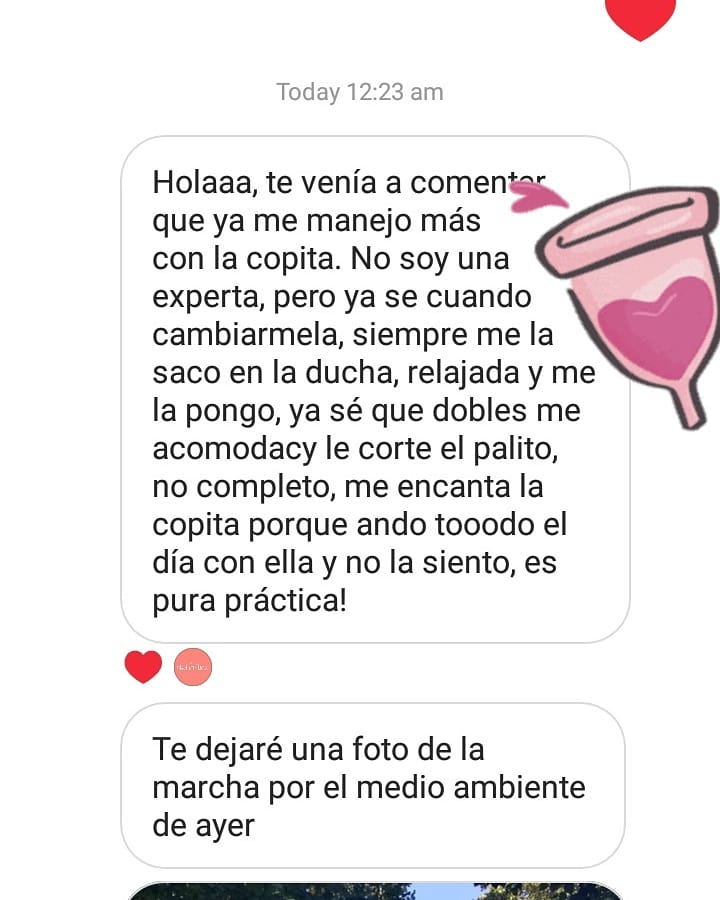 Today 12:23 am
Holaaa, te venía a comentar
que ya me manejo más
con la copita. No soy una
experta, pero ya se cuando
cambiarmela, siempre me la
saco en la ducha, relajada y me
la pongo, ya sé que dobles me
acomodacy le corte el palito,
no completo, me encanta la
copita porque ando tooodo el
día con ella y no la siento, es
pura práctica!
Te dejaré una foto de la
marcha por el medio ambiente
de ayer